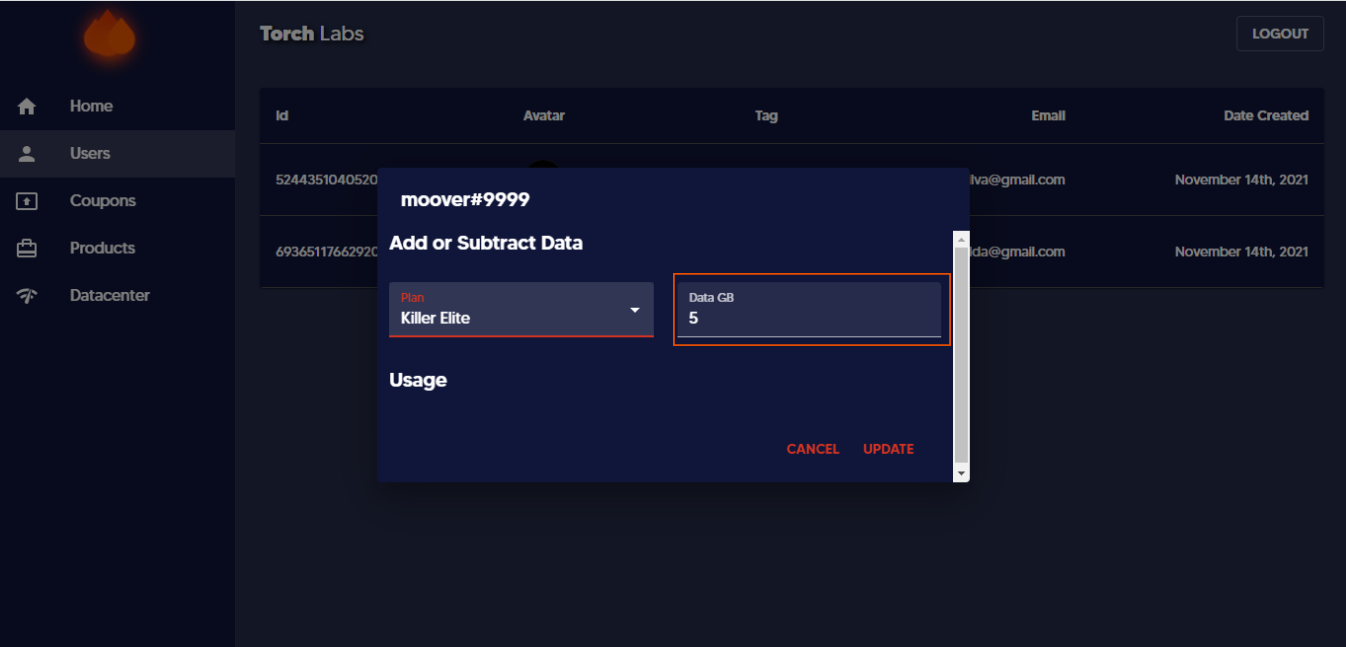 Torch Labs
LOGOUT
Home
Users
Coupons
Products
Datacenter
Id Avatar Tag Email Date Created
5244351040520 lva@gmail.com November 14th, 2021
69365117662920 lda@gmail.com November 14th, 2021
moover#9999
Add or Subtract Data
Plan
Killer Elite
Data GB
5
Usage
CANCEL UPDATE